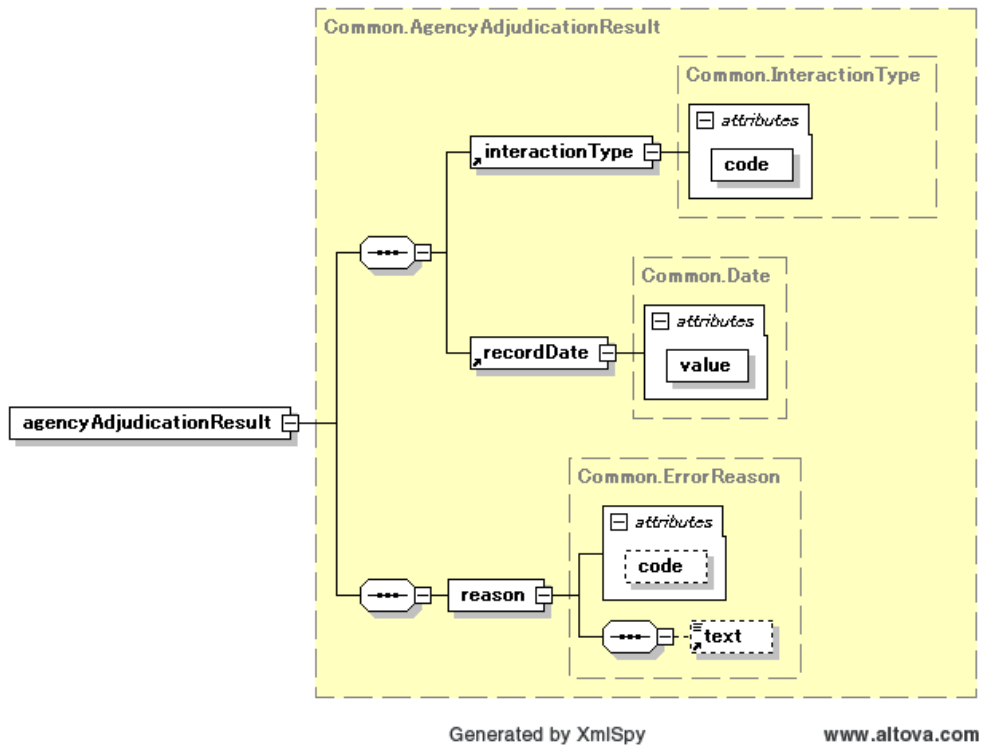 Common.AgencyAdjudicationResult
Common.InteractionType
attributes
interactionType
code
Common.Date
attributes
recordDate
value
agencyAdjudicationResult
Common.ErrorReason
attributes
code
reason
text
Generated by XmlSpy
www.altova.com